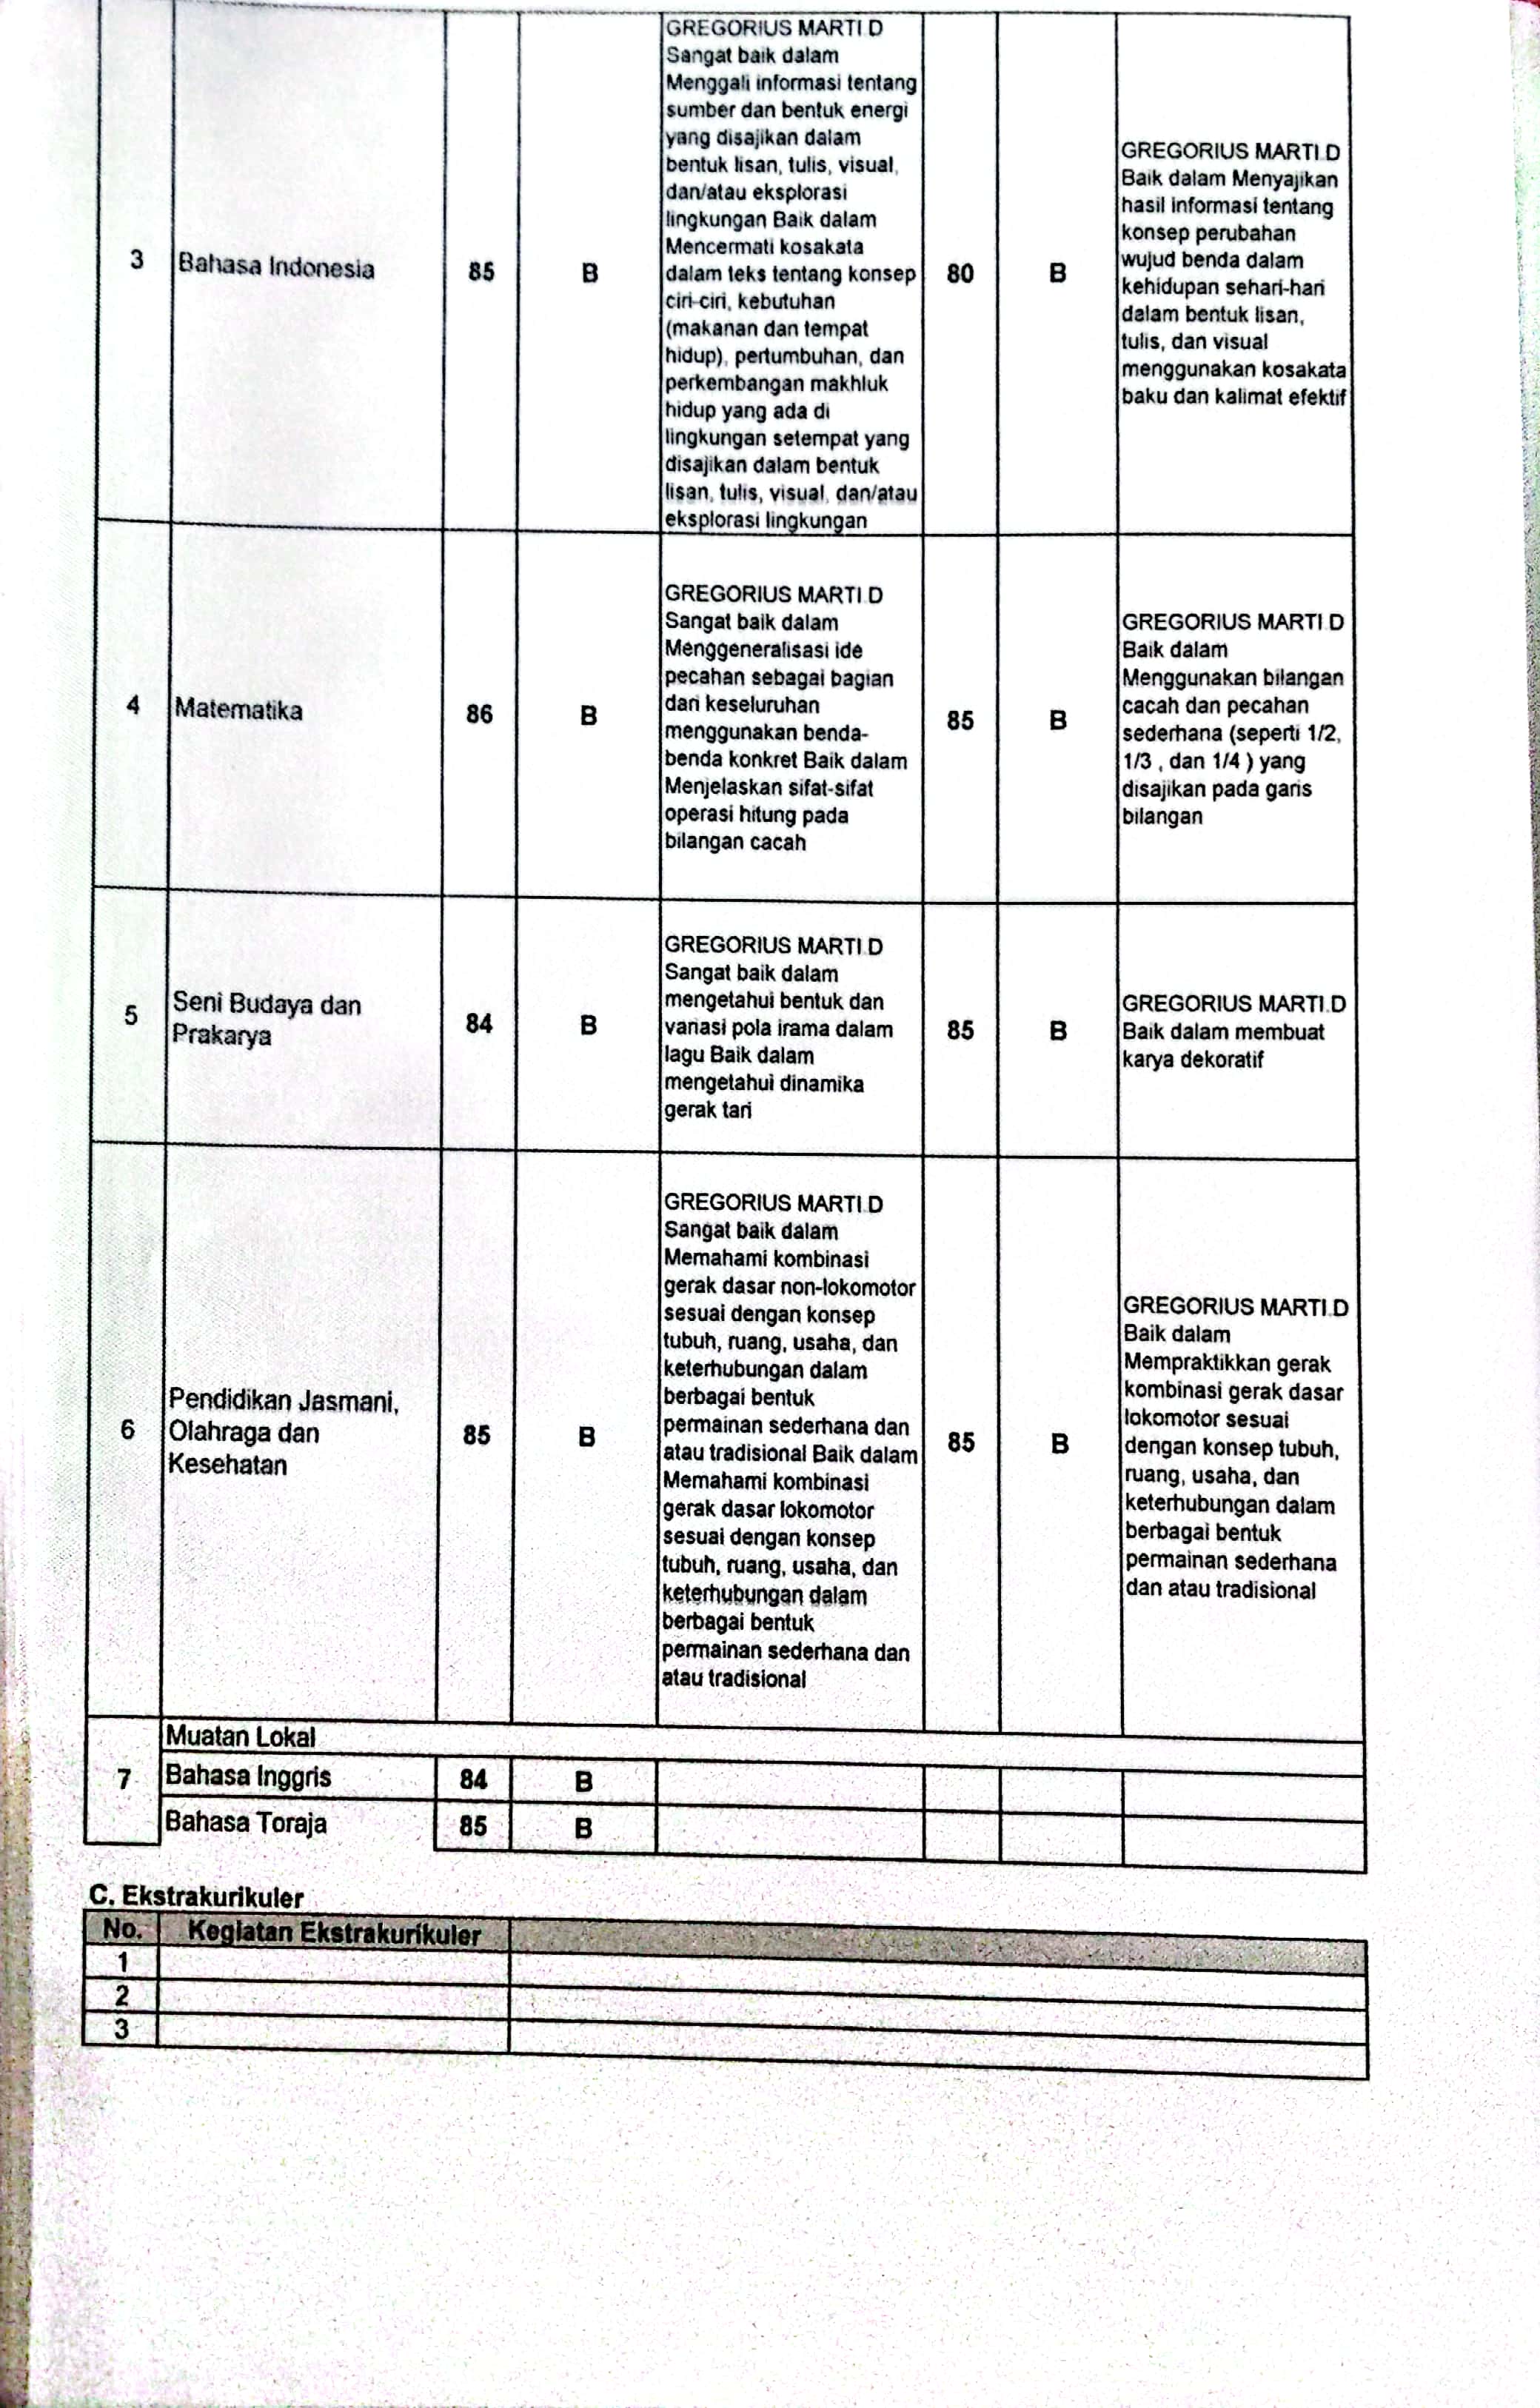 3
Bahasa Indonesia
85
B
GREGORIUS MARTI D
Sangat baik dalam
Menggali informasi tentang
sumber dan bentuk energi
yang disajikan dalam
bentuk lisan, tulis, visual,
dan/atau eksplorasi
lingkungan Baik dalam
Mencermati kosakata
dalam teks tentang konsep
ciri-ciri, kebutuhan
(makanan dan tempat
hidup), pertumbuhan, dan
perkembangan makhluk
hidup yang ada di
lingkungan setempat yang
disajikan dalam bentuk
lisan, tulis, visual, dan/atau
eksplorasi lingkungan
80
B
GREGORIUS MARTI.D
Baik dalam Menyajikan
hasil informasi tentang
konsep perubahan
wujud benda dalam
kehidupan sehari-hari
dalam bentuk lisan,
tulis, dan visual
menggunakan kosakata
baku dan kalimat efektif
4
Matematika
86
B
GREGORIUS MARTI.D
Sangat baik dalam
Menggeneralisasi ide
pecahan sebagai bagian
dari keseluruhan
menggunakan benda-
benda konkret Baik dalam
Menjelaskan sifat-sifat
operasi hitung pada
bilangan cacah
85
B
GREGORIUS MARTI.D
Baik dalam
Menggunakan bilangan
cacah dan pecahan
sederhana (seperti 1/2,
1/3 , dan 1/4 ) yang
disajikan pada garis
bilangan
5
Seni Budaya dan
Prakarya
84
B
GREGORIUS MARTI.D
Sangat baik dalam
mengetahui bentuk dan
variasi pola irama dalam
lagu Baik dalam
mengetahui dinamika
gerak tari
85
B
GREGORIUS MARTI.D
Baik dalam membuat
karya dekoratif
6
Pendidikan Jasmani,
Olahraga dan
Kesehatan
85
B
GREGORIUS MARTI.D
Sangat baik dalam
Memahami kombinasi
gerak dasar non-lokomotor
sesuai dengan konsep
tubuh, ruang, usaha, dan
keterhubungan dalam
berbagai bentuk
permainan sederhana dan
atau tradisional Baik dalam
Memahami kombinasi
gerak dasar lokomotor
sesuai dengan konsep
tubuh, ruang, usaha, dan
keterhubungan dalam
berbagai bentuk
permainan sederhana dan
atau tradisional
85
B
GREGORIUS MARTI.D
Baik dalam
Mempraktikkan gerak
kombinasi gerak dasar
lokomotor sesuai
dengan konsep tubuh,
ruang, usaha, dan
keterhubungan dalam
berbagai bentuk
permainan sederhana
dan atau tradisional
7
Muatan Lokal
Bahasa Inggris 84 B
Bahasa Toraja 85 B
C. Ekstrakurikuler
No. Kegiatan Ekstrakurikuler
1
2
3